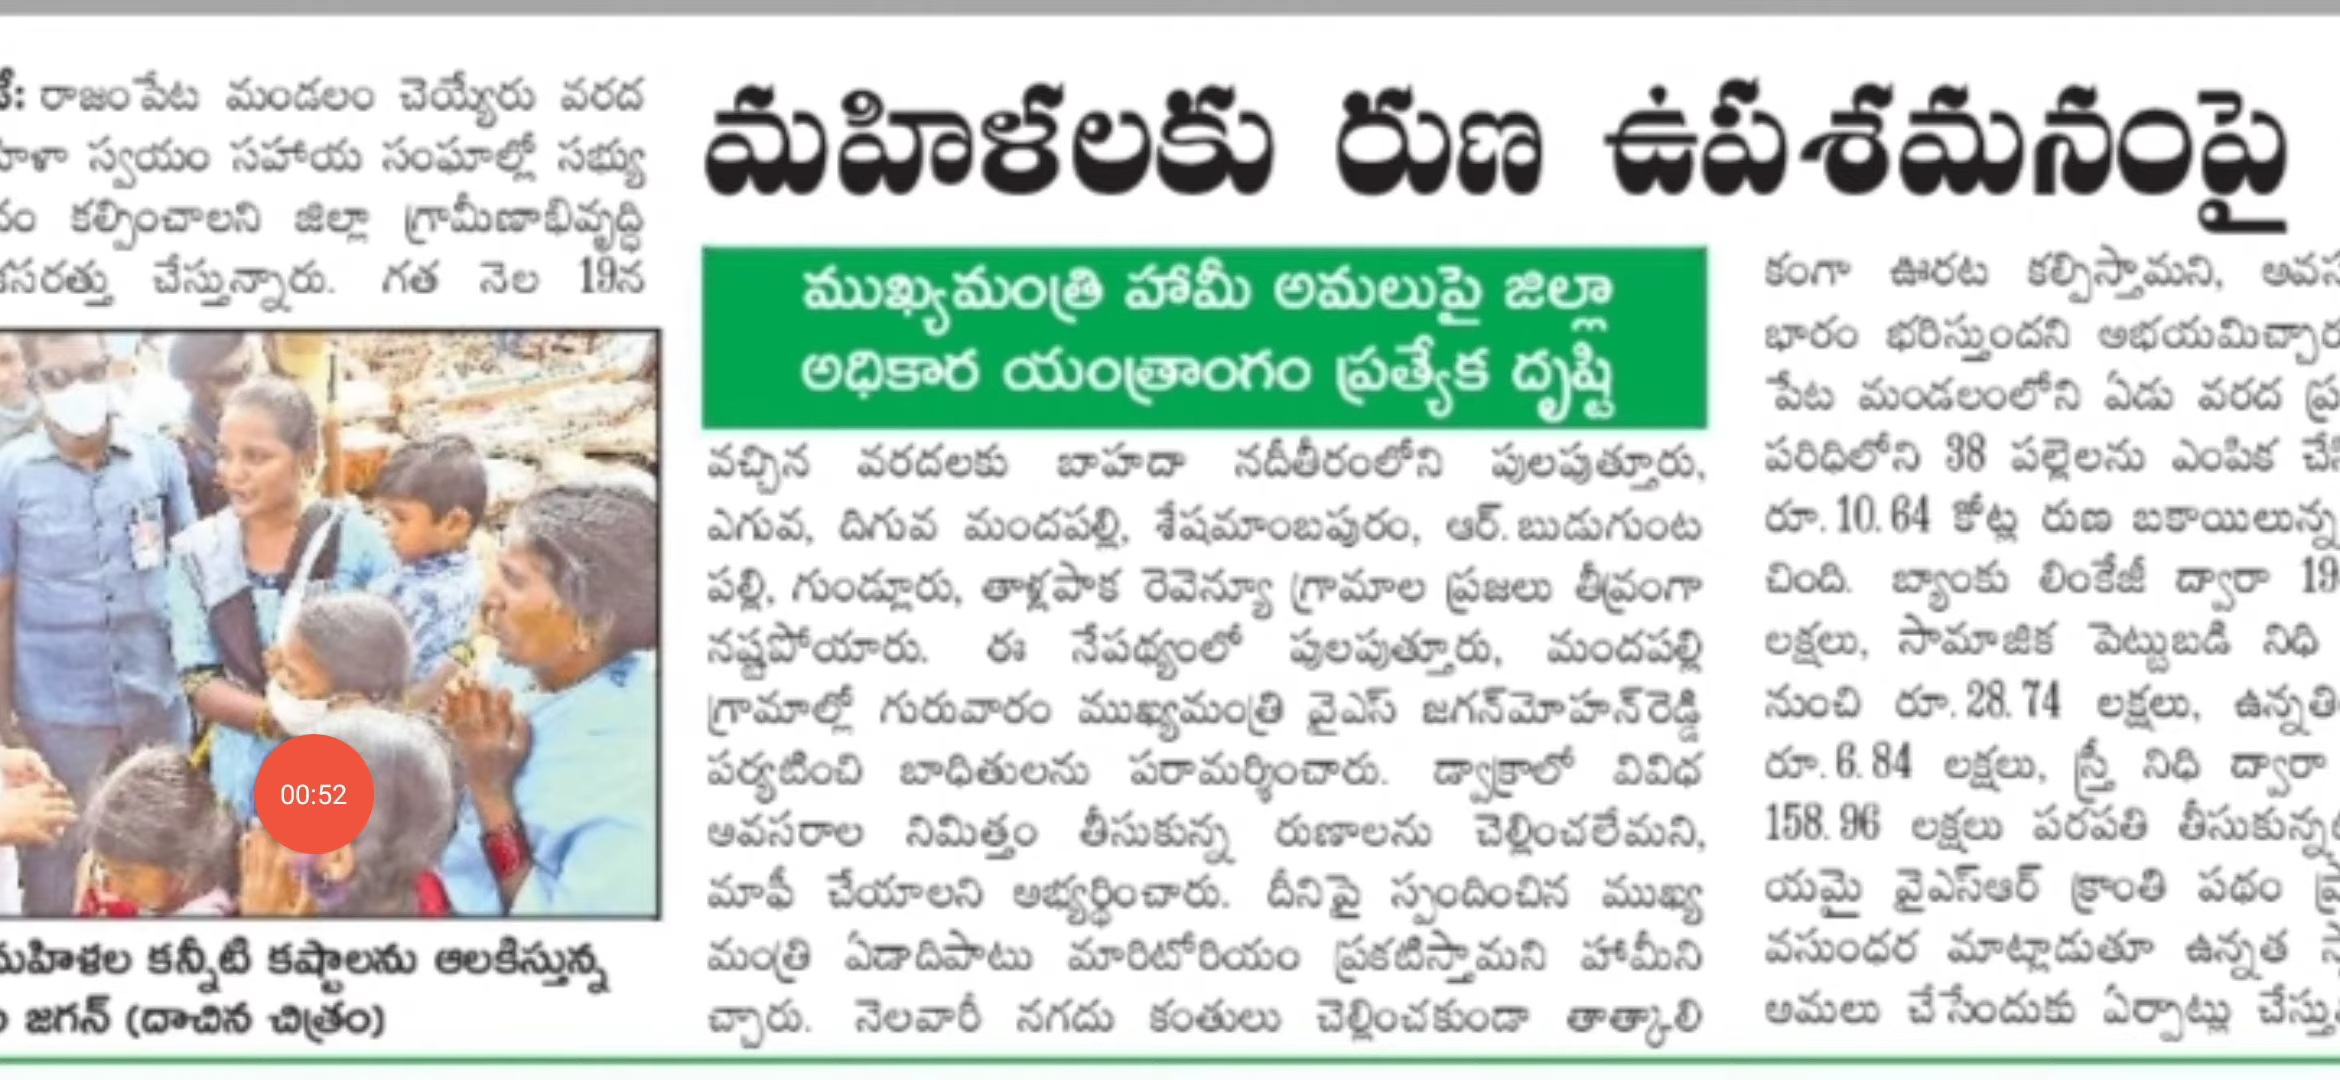 రాజంపేట మండలం చెయ్యేరు వరద
స్వయం సహాయ సంఘాల్లో సభ్యు
కల్పించాలని జిల్లా గ్రామీణాభివృద్ధి
చేస్తున్నారు. గత నెల 19న
మహిళల కన్నీటి కష్టాలను ఆలకిస్తున్న
జగన్ (దాచిన చిత్రం)
మహిళలకు రుణ ఉపశమనంపై
ముఖ్యమంత్రి హామీ అమలుపై జిల్లా
అధికార యంత్రాంగం ప్రత్యేక దృష్టి
వచ్చిన వరదలకు బాహుదా నదీతీరంలోని పులపుత్తూరు,
ఎగువ, దిగువ మందపల్లి, శేషమాంబపురం, ఆర్.బుడుగుంట
పల్లి, గుండ్లూరు, తాళ్లపాక రెవెన్యూ గ్రామాల ప్రజలు తీవ్రంగా
నష్టపోయారు. ఈ నేపథ్యంలో పులపుత్తూరు, మందపల్లి
గ్రామాల్లో గురువారం ముఖ్యమంత్రి వైఎస్ జగన్‌మోహన్‌రెడ్డి
పర్యటించి బాధితులను పరామర్శించారు. డ్వాక్రాలో వివిధ
అవసరాల నిమిత్తం తీసుకున్న రుణాలను చెల్లించలేమని,
మాఫీ చేయాలని అభ్యర్థించారు. దీనిపై స్పందించిన ముఖ్య
మంత్రి ఏడాదిపాటు మారిటోరియం ప్రకటిస్తామని హామీని
చ్చారు. నెలవారీ నగదు కంతులు చెల్లించకుండా తాత్కాలి
కంగా ఊరట కల్పిస్తామని,
భారం భరిస్తుందని అభయమిచ్చార
పేట మండలంలోని ఏడు వరద
పరిధిలోని 38 పల్లెలను ఎంపిక
రూ.10.64 కోట్ల రుణ బకాయిలున్న
చింది. బ్యాంకు లింకేజీ ద్వారా 19
లక్షలు, సామాజిక పెట్టుబడి నిధి
నుంచి రూ.28.74 లక్షలు, ఉన్నతి
రూ.6.84 లక్షలు, స్త్రీ నిధి ద్వారా
158.96 లక్షలు పరపతి తీసుకున్న
యమై వైఎస్ఆర్ క్రాంతి పథం
వసుంధర మాట్లాడుతూ ఉన్నత
అమలు చేసేందుకు ఏర్పాట్లు
00:52